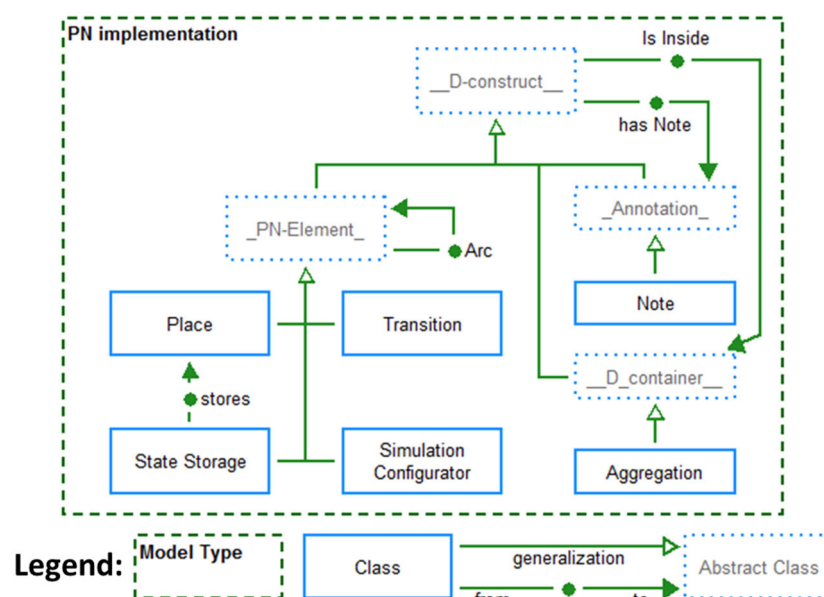 PN implementation
Is Inside
__D-construct__
has Note
_PN-Element_
_Annotation_
Arc
Place
Transition
Note
stores
__D_container__
State Storage
Simulation
Configurator
Aggregation
Legend:
Model Type
Class
generalization
Abstract Class
from
to